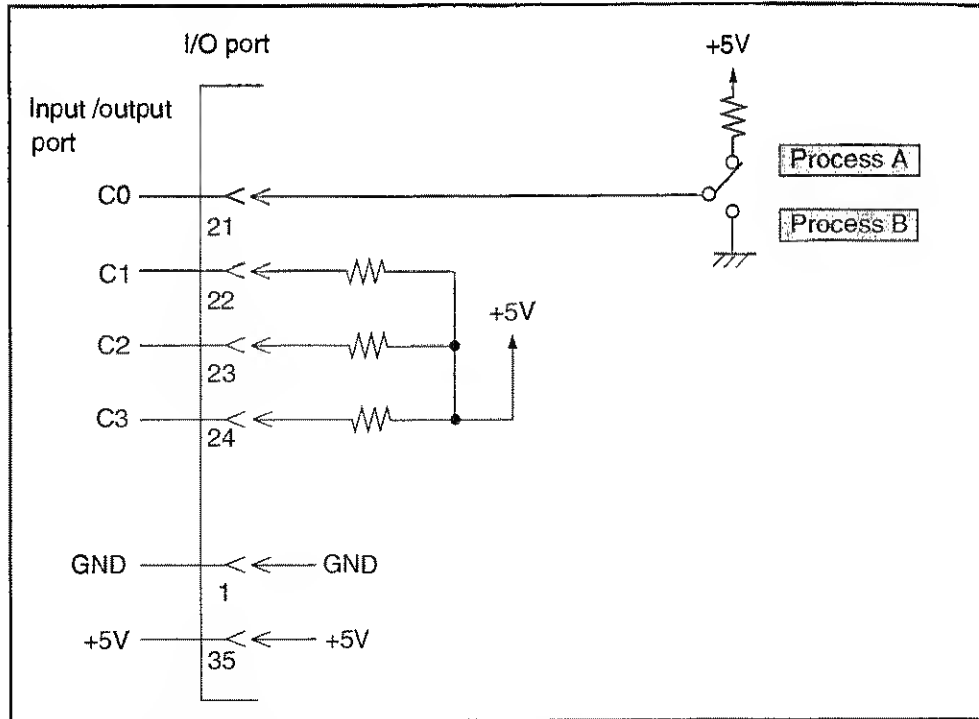 I/O port
+5V
Input /output
port
Process A
C0
21
Process B
C1
22
+5V
C2
23
C3
24
GND
GND
1
+5V
+5V
35